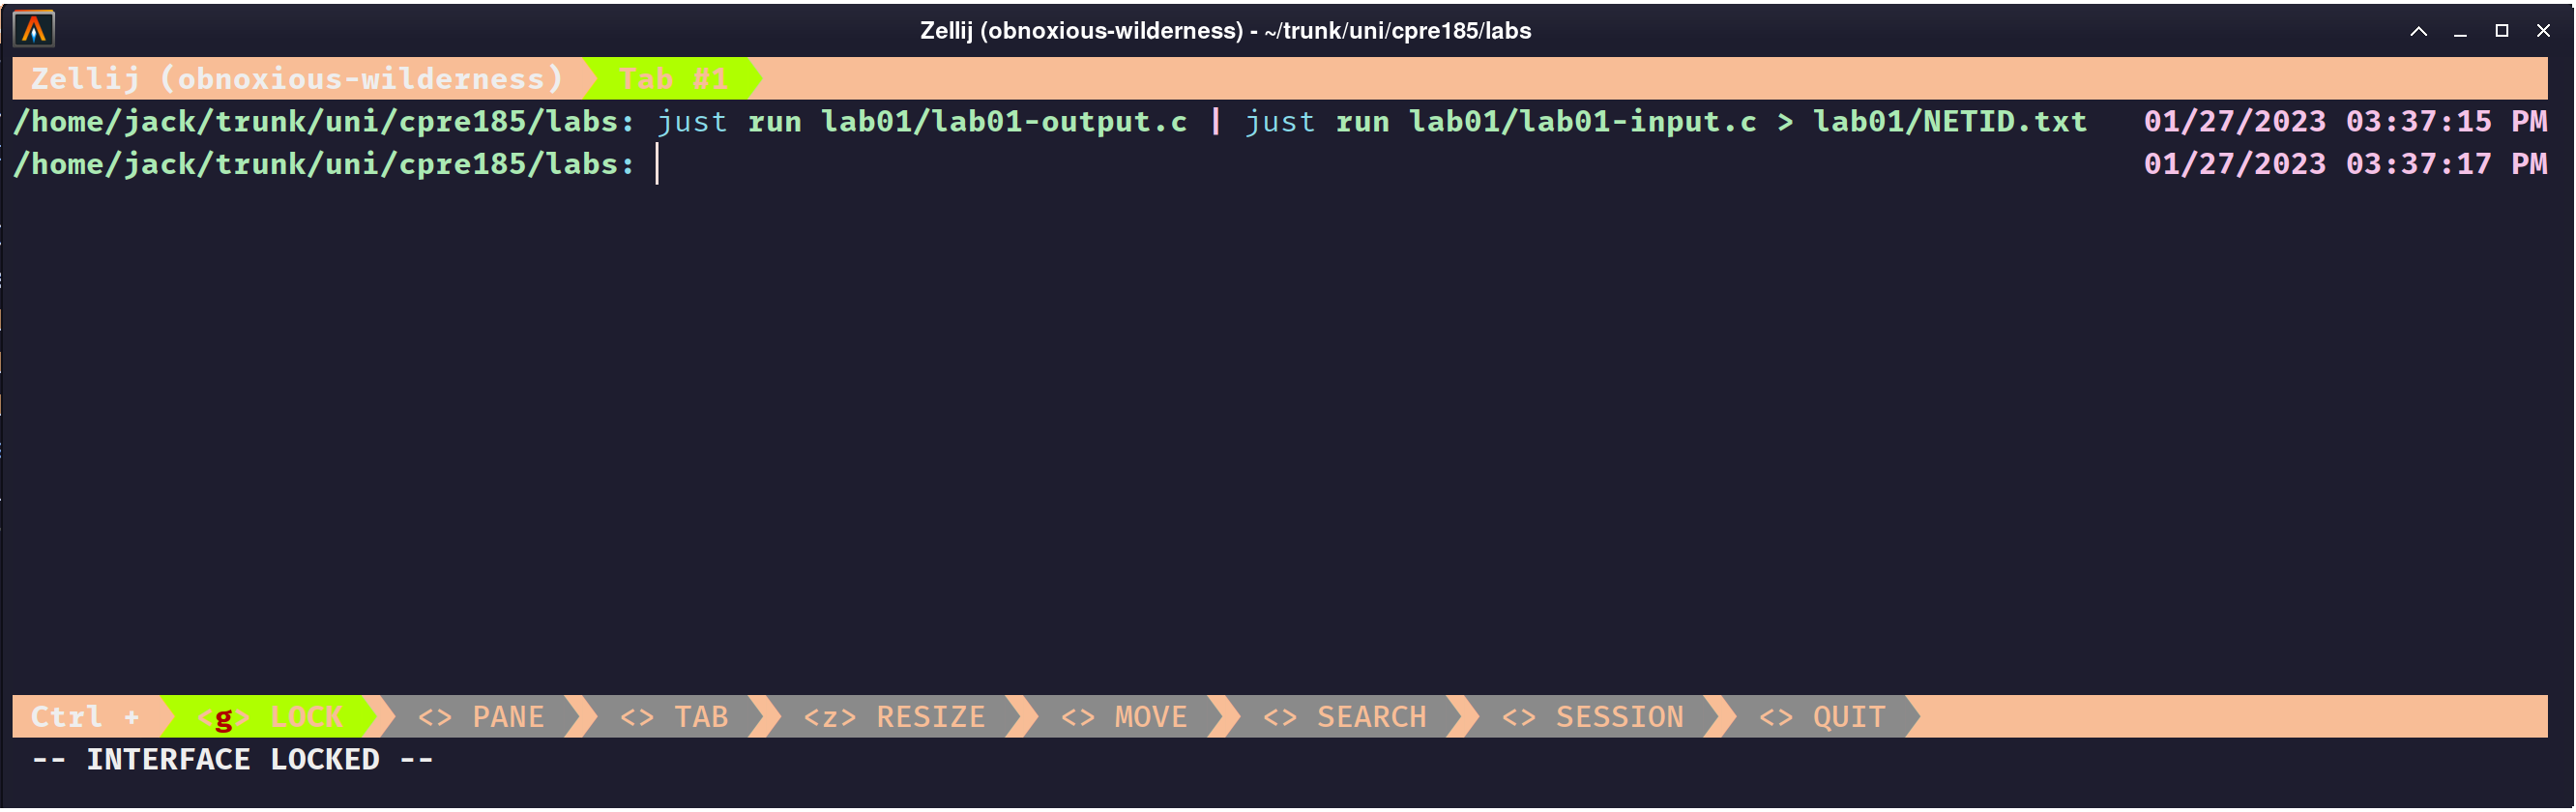 Zellij (obnoxious-wilderness) - ~/trunk/uni/cpre185/labs
Zellij (obnoxious-wilderness) Tab #1
/home/jack/trunk/uni/cpre185/labs: just run lab01/lab01-output.c | just run lab01/lab01-input.c > lab01/NETID.txt 01/27/2023 03:37:15 PM
/home/jack/trunk/uni/cpre185/labs: 01/27/2023 03:37:17 PM
Ctrl + <g> LOCK <> PANE <> TAB <z> RESIZE <> MOVE <> SEARCH <> SESSION <> QUIT
-- INTERFACE LOCKED --